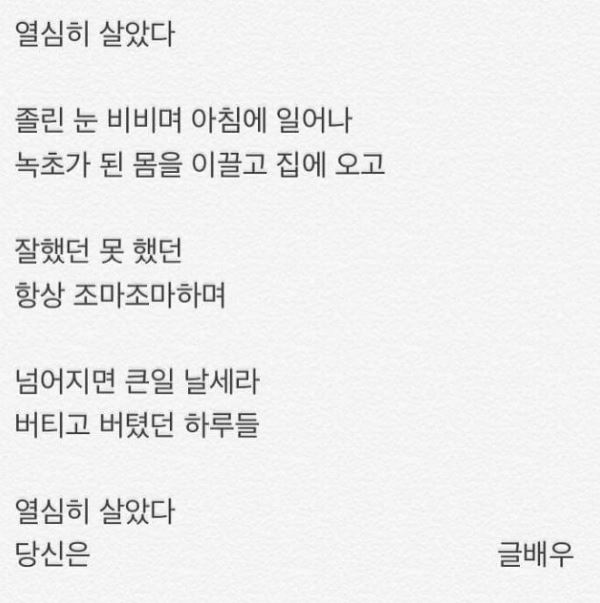 열심히 살았다
졸린 눈 비비며 아침에 일어나
녹초가 된 몸을 이끌고 집에 오고
잘했던 못 했던
항상 조마조마하며
넘어지면 큰일 날세라
버티고 버텼던 하루들
열심히 살았다
당신은
글배우